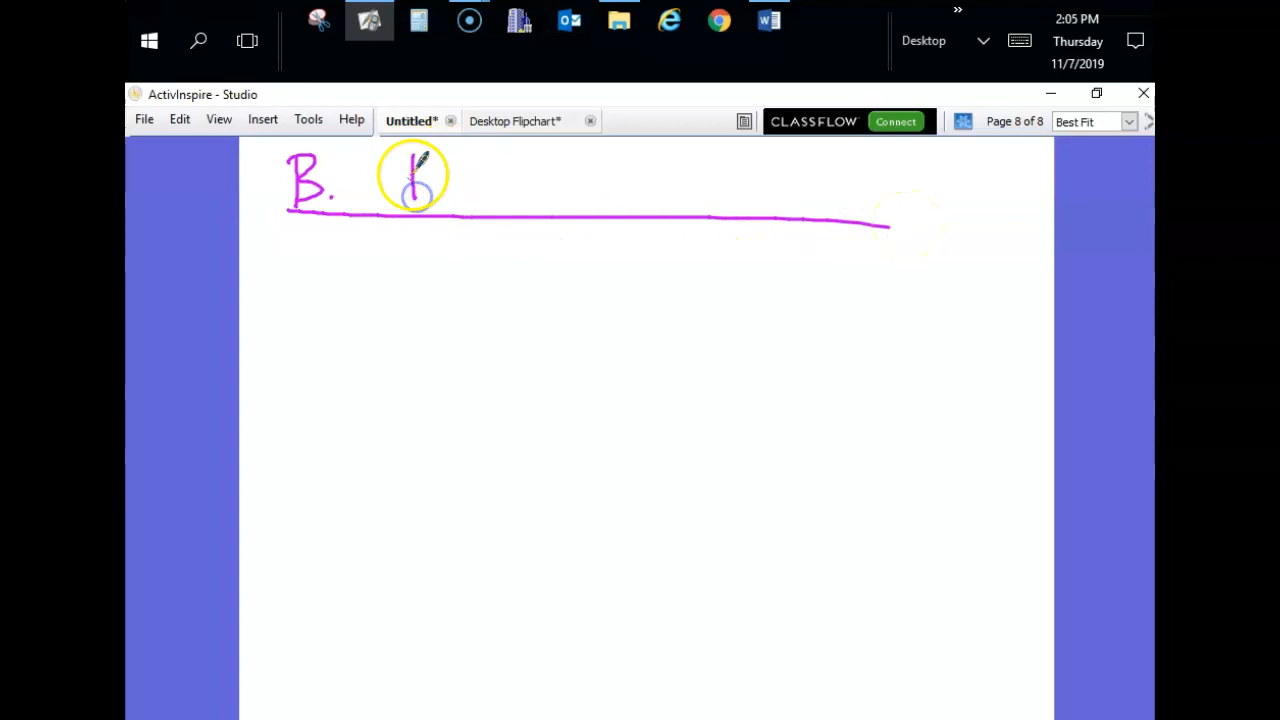 2:05 PM
Desktop
Thursday
11/7/2019
ActivInspire - Studio
File Edit View Insert Tools Help Untitled* Desktop Flipchart* CLASSFLOW Connect Page 8 of 8 Best Fit
B.